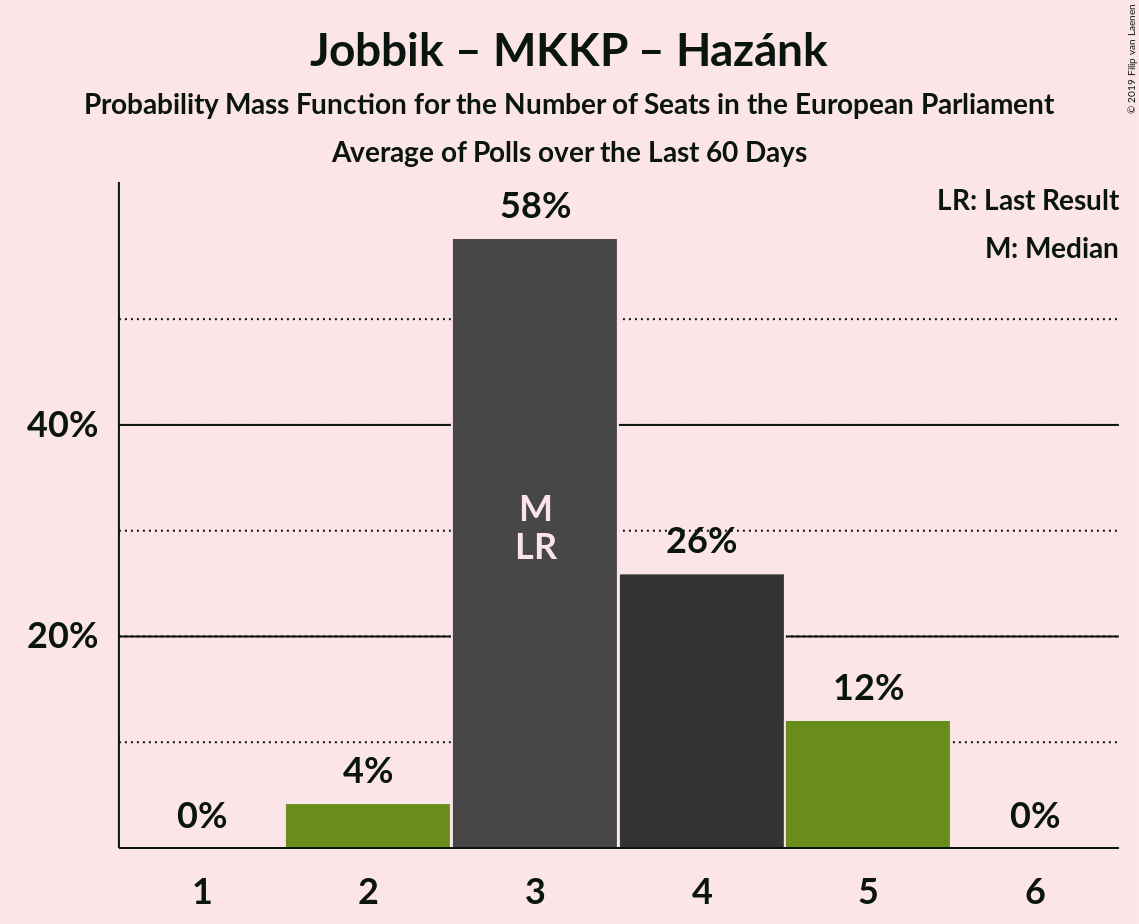 Jobbik – MKKP – Hazánk
Probability Mass Function for the Number of Seats in the European Parliament
Average of Polls over the Last 60 Days
© 2019 Filip van Laenen
LR: Last Result
M: Median
58%
40%
M
LR
26%
20%
12%
4%
0%
0%
1 2 3 4 5 6